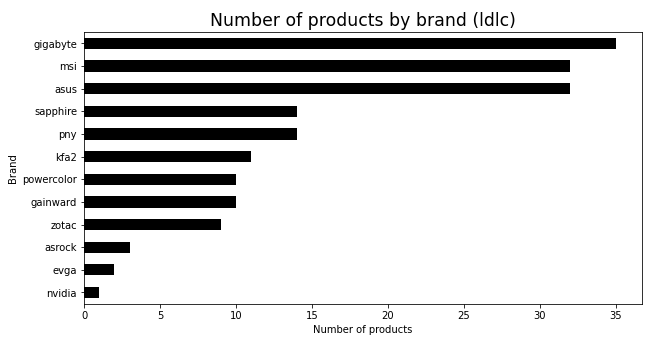 Number of products by brand (ldlc)
gigabyte
msi
asus
sapphire
pny
kfa2
powercolor
gainward
zotac
asrock
evga
nvidia
Brand
0 5 10 15 20 25 30 35
Number of products